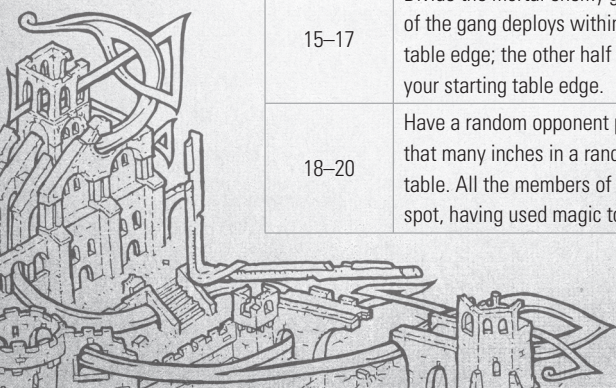 Divide the mortal enemy g
15–17
of the gang deploys within
table edge; the other half
your starting table edge.
Have a random opponent
that many inches in a rand
18–20
table. All the members of
spot, having used magic to